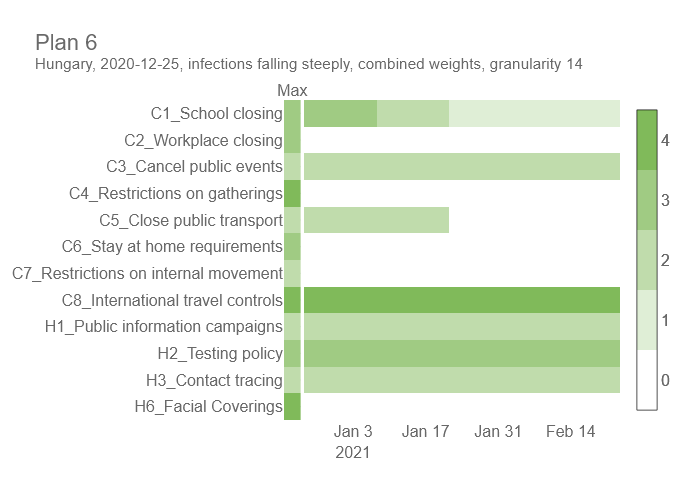 Plan 6
Hungary, 2020-12-25, infections falling steeply, combined weights, granularity 14
Max
C1_School closing
C2_Workplace closing
C3_Cancel public events
C4_Restrictions on gatherings
C5_Close public transport
C6_Stay at home requirements
C7_Restrictions on internal movement
C8_International travel controls
H1_Public information campaigns
H2_Testing policy
H3_Contact tracing
H6_Facial Coverings
4
3
2
1
0
Jan 3 Jan 17 Jan 31 Feb 14
2021